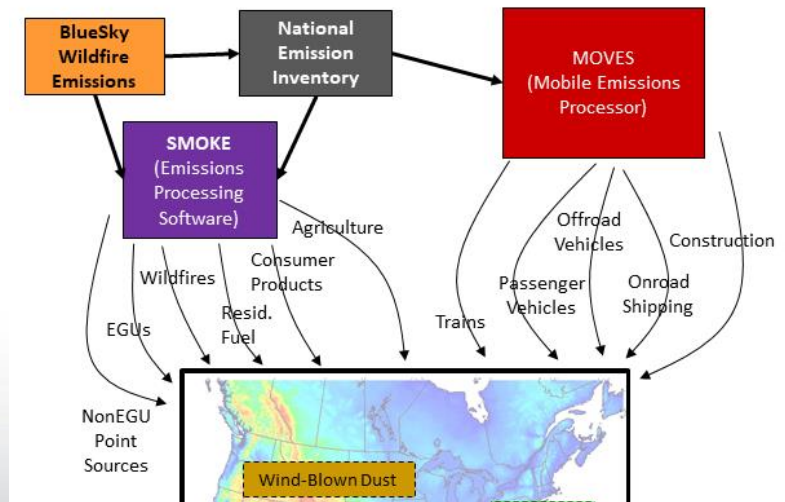 BlueSky
Wildfire
Emissions
National
Emission
Inventory
MOVES
(Mobile Emissions
Processor)
SMOKE
(Emissions
Processing
Software)
Agriculture
Consumer
Products
Wildfires
Resid.
Fuel
EGUs
NonEGU
Point
Sources
Trains
Passenger
Vehicles
Offroad
Vehicles
Onroad
Shipping
Construction
Wind-Blown Dust